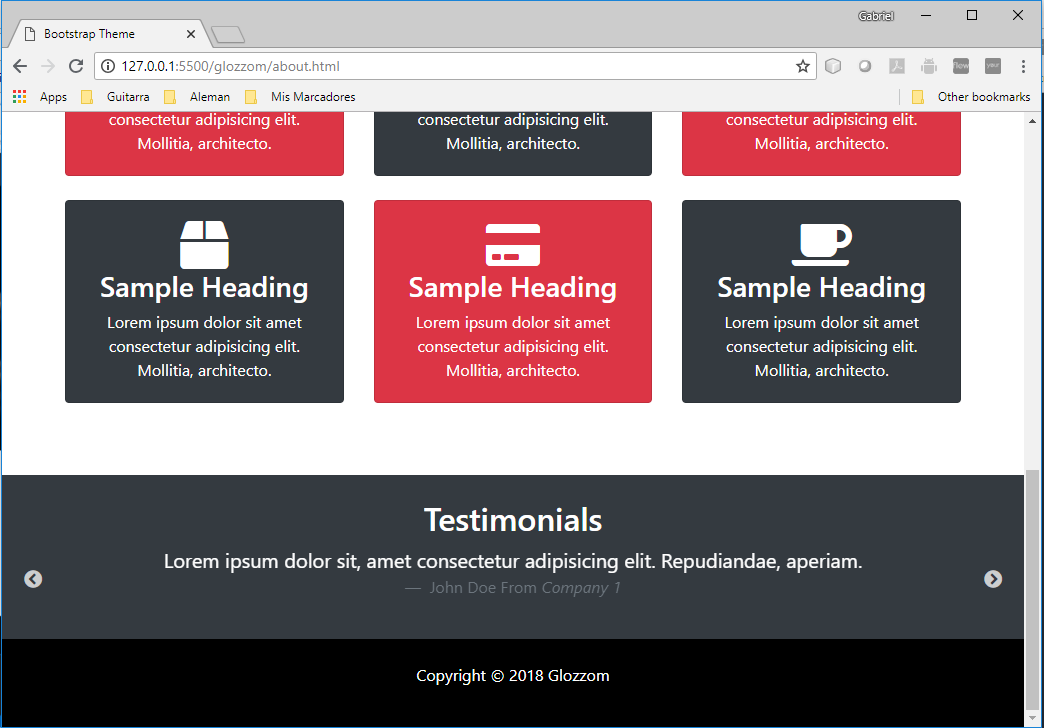 Gabriel
Bootstrap Theme
127.0.0.1:5500/glozzom/about.html
Apps Guitarra Aleman Mis Marcadores Other bookmarks
consectetur adipisicing elit.
Mollitia, architecto.
consectetur adipisicing elit.
Mollitia, architecto.
consectetur adipisicing elit.
Mollitia, architecto.
Sample Heading
Lorem ipsum dolor sit amet
consectetur adipisicing elit.
Mollitia, architecto.
Sample Heading
Lorem ipsum dolor sit amet
consectetur adipisicing elit.
Mollitia, architecto.
Sample Heading
Lorem ipsum dolor sit amet
consectetur adipisicing elit.
Mollitia, architecto.
Testimonials
Lorem ipsum dolor sit, amet consectetur adipisicing elit. Repudiandae, aperiam.
— John Doe From Company 1
Copyright © 2018 Glozzom